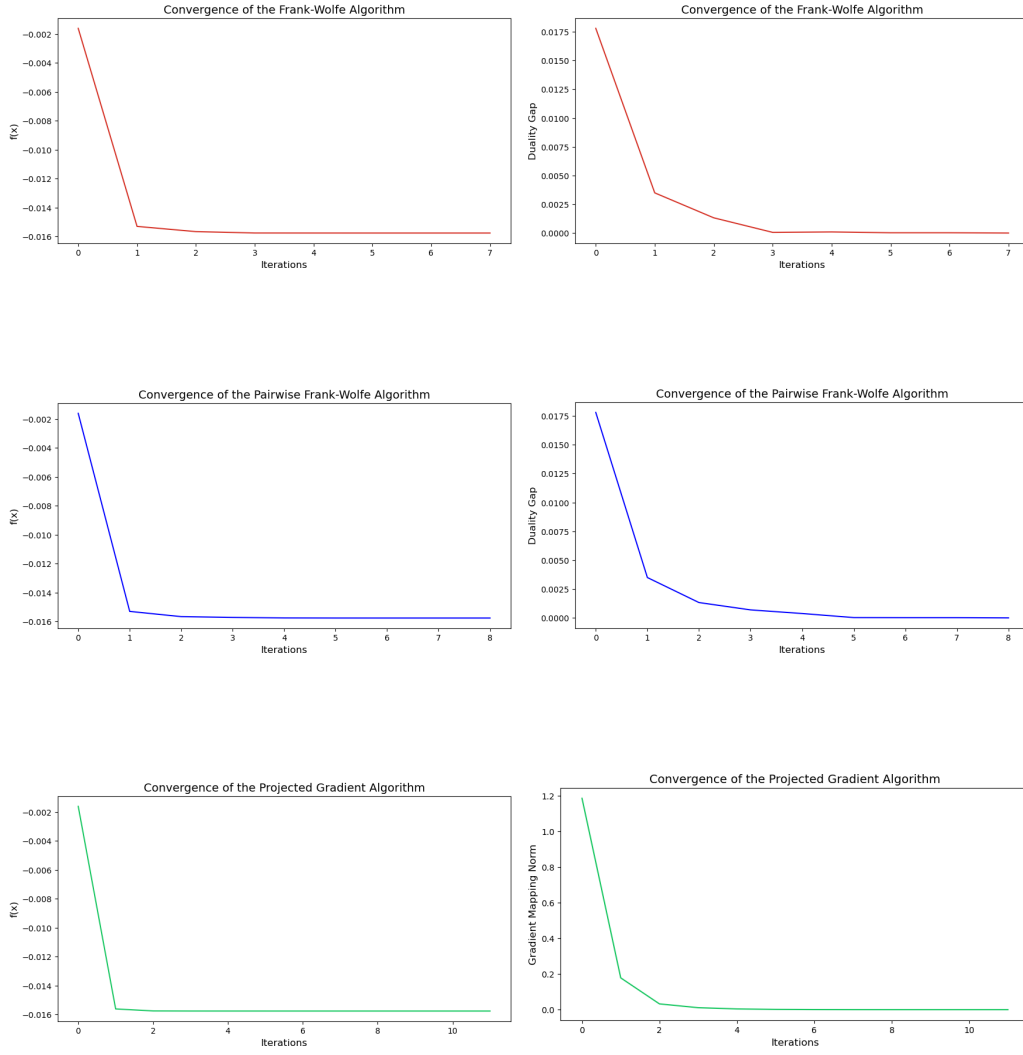 Convergence of the Frank-Wolfe Algorithm
−0.002
−0.004
−0.006
−0.008
−0.010
−0.012
−0.014
−0.016
f(x)
0 1 2 3 4 5 6 7
Iterations
Convergence of the Frank-Wolfe Algorithm
0.0175
0.0150
0.0125
0.0100
0.0075
0.0050
0.0025
0.0000
Duality Gap
0 1 2 3 4 5 6 7
Iterations
Convergence of the Pairwise Frank-Wolfe Algorithm
−0.002
−0.004
−0.006
−0.008
−0.010
−0.012
−0.014
−0.016
f(x)
0 1 2 3 4 5 6 7 8
Iterations
Convergence of the Pairwise Frank-Wolfe Algorithm
0.0175
0.0150
0.0125
0.0100
0.0075
0.0050
0.0025
0.0000
Duality Gap
0 1 2 3 4 5 6 7 8
Iterations
Convergence of the Projected Gradient Algorithm
−0.002
−0.004
−0.006
−0.008
−0.010
−0.012
−0.014
−0.016
f(x)
0 2 4 6 8 10
Iterations
Convergence of the Projected Gradient Algorithm
1.2
1.0
0.8
0.6
0.4
0.2
0.0
Gradient Mapping Norm
0 2 4 6 8 10
Iterations